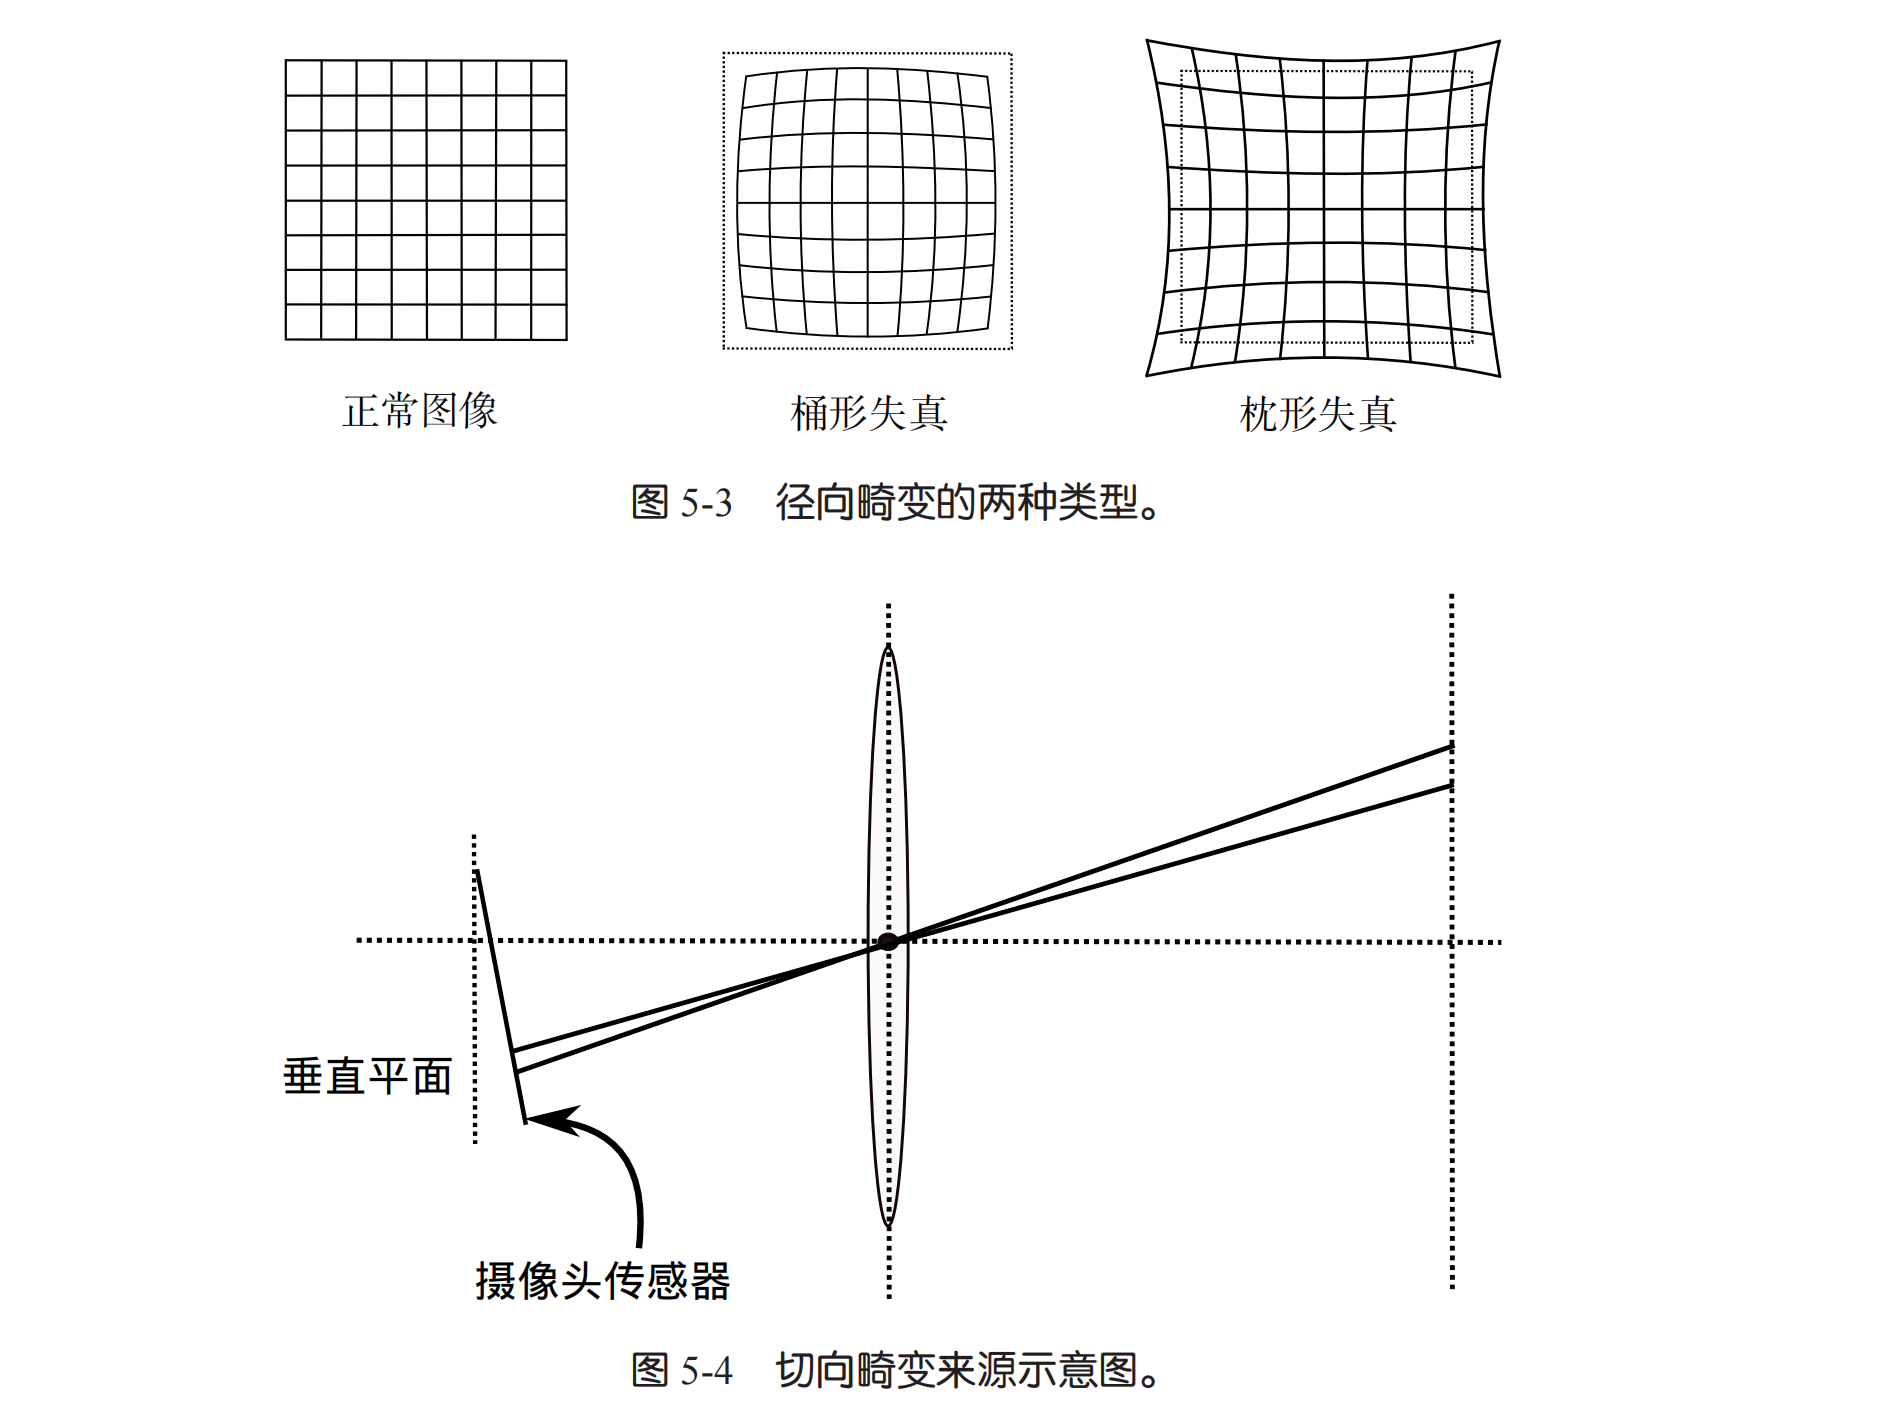 正常图像 桶形失真 枕形失真
图 5-3 径向畸变的两种类型。
垂直平面
摄像头传感器
图 5-4 切向畸变来源示意图。